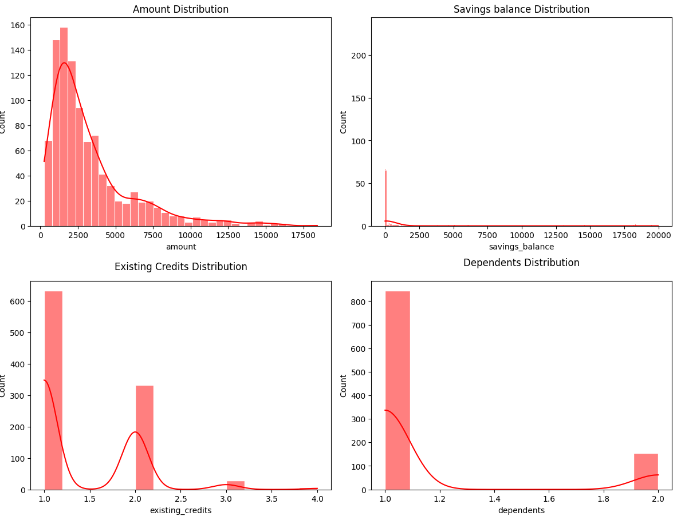 Amount Distribution
Savings balance Distribution
160
140
120
100
80
60
40
20
0
Count
0 2500 5000 7500 10000 12500 15000 17500
amount
200
150
100
50
0
Count
0 2500 5000 7500 10000 12500 15000 17500 20000
savings_balance
Existing Credits Distribution
Dependents Distribution
600
500
400
300
200
100
0
Count
1.0 1.5 2.0 2.5 3.0 3.5 4.0
existing_credits
800
700
600
500
400
300
200
100
0
Count
1.0 1.2 1.4 1.6 1.8 2.0
dependents